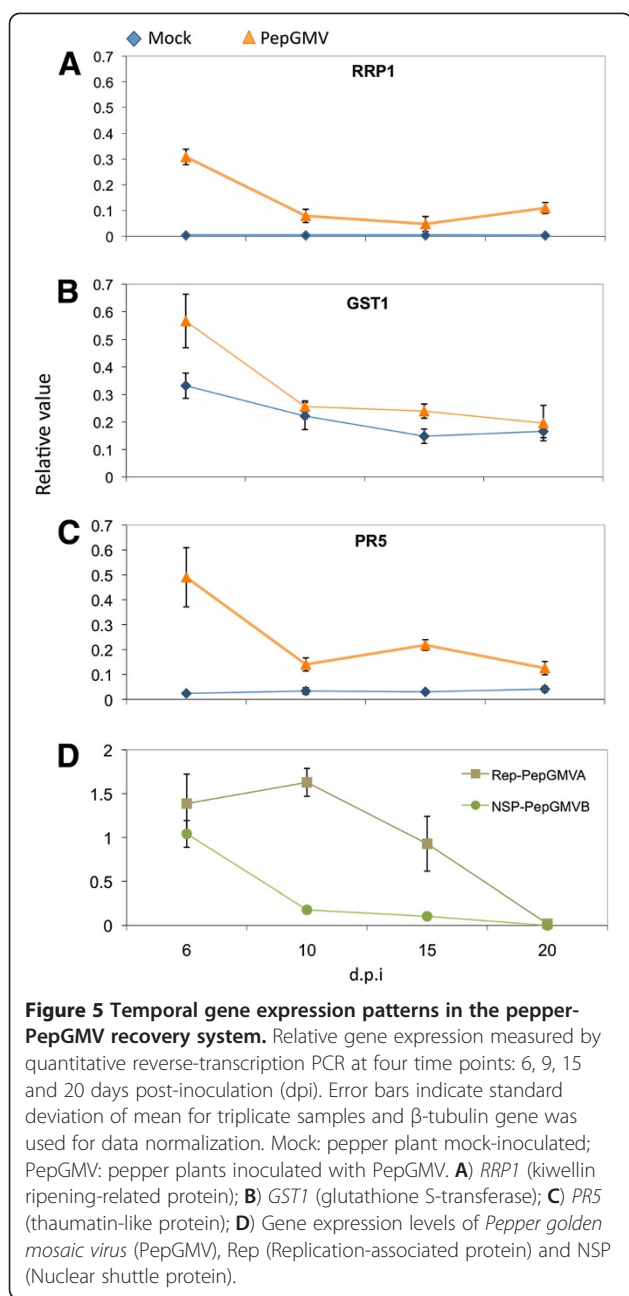 Mock PepGMV
A
RRP1
0.7
0.6
0.5
0.4
0.3
0.2
0.1
0
B
GST1
0.7
0.6
0.5
0.4
0.3
0.2
0.1
0
Relative value
C
PR5
0.7
0.6
0.5
0.4
0.3
0.2
0.1
0
D
2
1.5
1
0.5
0
Rep-PepGMVA
NSP-PepGMVB
6 10 15 20
d.p.i
Figure 5 Temporal gene expression patterns in the pepper-
PepGMV recovery system. Relative gene expression measured by
quantitative reverse-transcription PCR at four time points: 6, 9, 15
and 20 days post-inoculation (dpi). Error bars indicate standard
deviation of mean for triplicate samples and β-tubulin gene was
used for data normalization. Mock: pepper plant mock-inoculated;
PepGMV: pepper plants inoculated with PepGMV. A) RRP1 (kiwellin
ripening-related protein); B) GST1 (glutathione S-transferase); C) PR5
(thaumatin-like protein); D) Gene expression levels of Pepper golden
mosaic virus (PepGMV), Rep (Replication-associated protein) and NSP
(Nuclear shuttle protein).